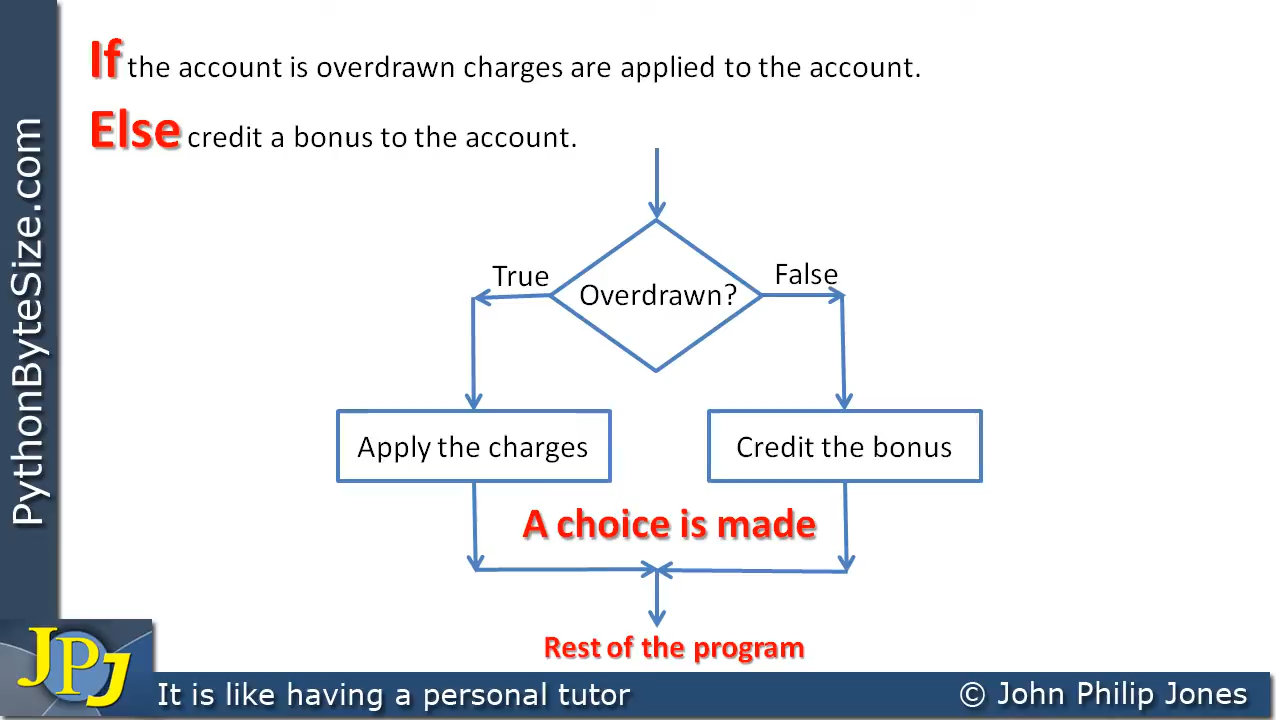 If the account is overdrawn charges are applied to the account.
Else credit a bonus to the account.
True
False
Overdrawn?
Apply the charges
Credit the bonus
A choice is made
Rest of the program
PythonByteSize.com
JPJ
It is like having a personal tutor
© John Philip Jones